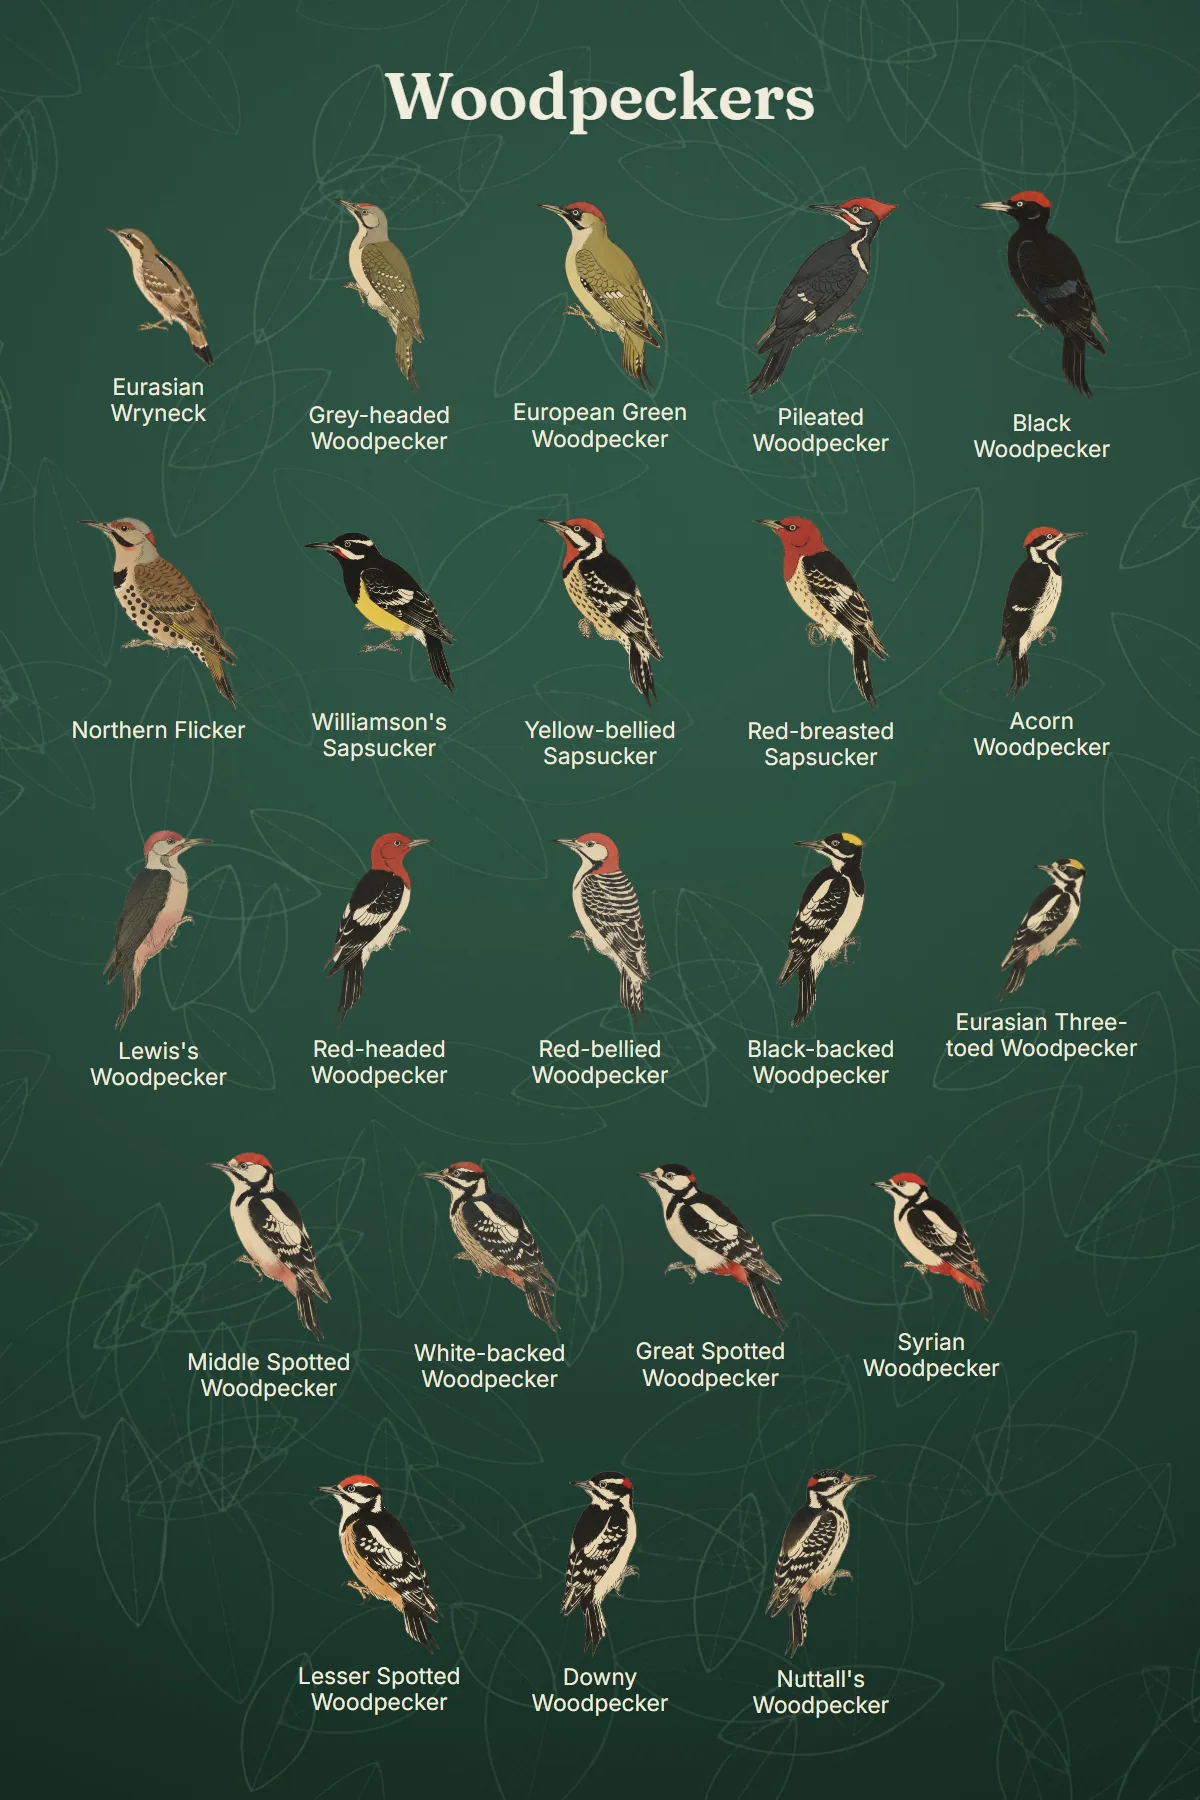 Woodpeckers
Eurasian
Wryneck
Grey-headed
Woodpecker
European Green
Woodpecker
Pileated
Woodpecker
Black
Woodpecker
Northern Flicker
Williamson's
Sapsucker
Yellow-bellied
Sapsucker
Red-breasted
Sapsucker
Acorn
Woodpecker
Lewis's
Woodpecker
Red-headed
Woodpecker
Red-bellied
Woodpecker
Black-backed
Woodpecker
Eurasian Three-
toed Woodpecker
Middle Spotted
Woodpecker
White-backed
Woodpecker
Great Spotted
Woodpecker
Syrian
Woodpecker
Lesser Spotted
Woodpecker
Downy
Woodpecker
Nuttall's
Woodpecker